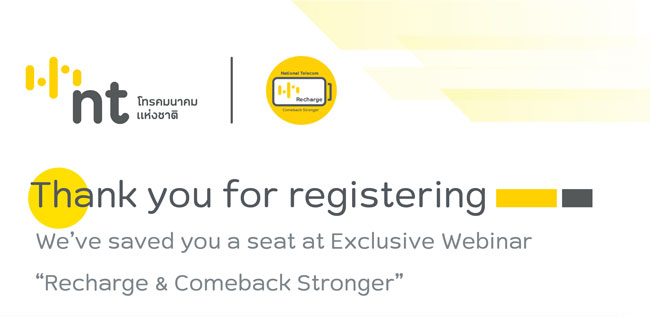 nt
โทรคมนาคม
แห่งชาติ
National Telecom
Recharge
Comeback Stronger
Thank you for registering
We’ve saved you a seat at Exclusive Webinar
“Recharge & Comeback Stronger”